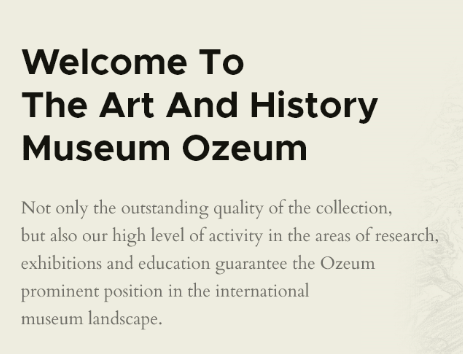 Welcome To
The Art And History
Museum Ozeum
Not only the outstanding quality of the collection,
but also our high level of activity in the areas of research,
exhibitions and education guarantee the Ozeum
prominent position in the international
museum landscape.